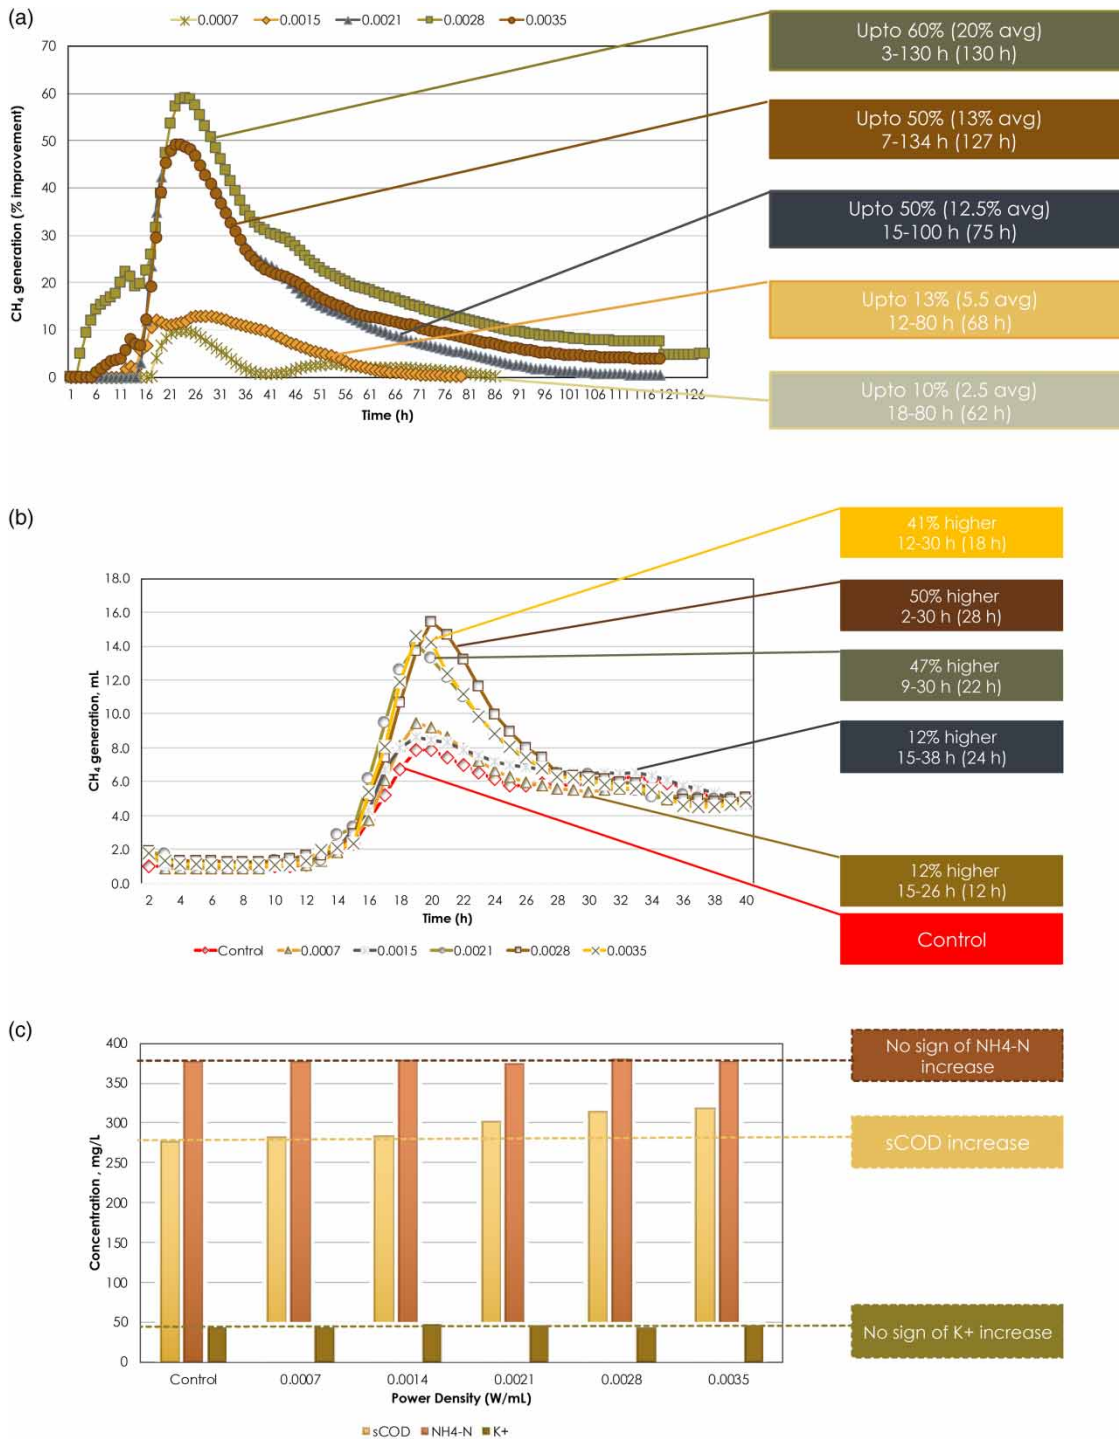 (a)
0.0007 0.0015 0.0021 0.0028 0.0035
70
60
50
40
30
20
10
0
CH4 generation (% improvement)
1 6 11 16 21 26 31 36 41 46 51 56 61 66 71 76 81 86 91 96 101 106 111 116 121 126
Time (h)
Upto 60% (20% avg)
3-130 h (130 h)
Upto 50% (13% avg)
7-134 h (127 h)
Upto 50% (12.5% avg)
15-100 h (75 h)
Upto 13% (5.5 avg)
12-80 h (68 h)
Upto 10% (2.5 avg)
18-80 h (62 h)
(b)
18.0
16.0
14.0
12.0
10.0
8.0
6.0
4.0
2.0
0.0
CH4 generation, mL
2 4 6 8 10 12 14 16 18 20 22 24 26 28 30 32 34 36 38 40
Time (h)
Control 0.0007 0.0015 0.0021 0.0028 0.0035
41% higher
12-30 h (18 h)
50% higher
2-30 h (28 h)
47% higher
9-30 h (22 h)
12% higher
15-38 h (24 h)
12% higher
15-26 h (12 h)
Control
(c)
400
350
300
250
200
150
100
50
0
Concentration , mg/L
Control 0.0007 0.0014 0.0021 0.0028 0.0035
Power Density (W/mL)
sCOD NH4-N K+
No sign of NH4-N
increase
sCOD increase
No sign of K+ increase